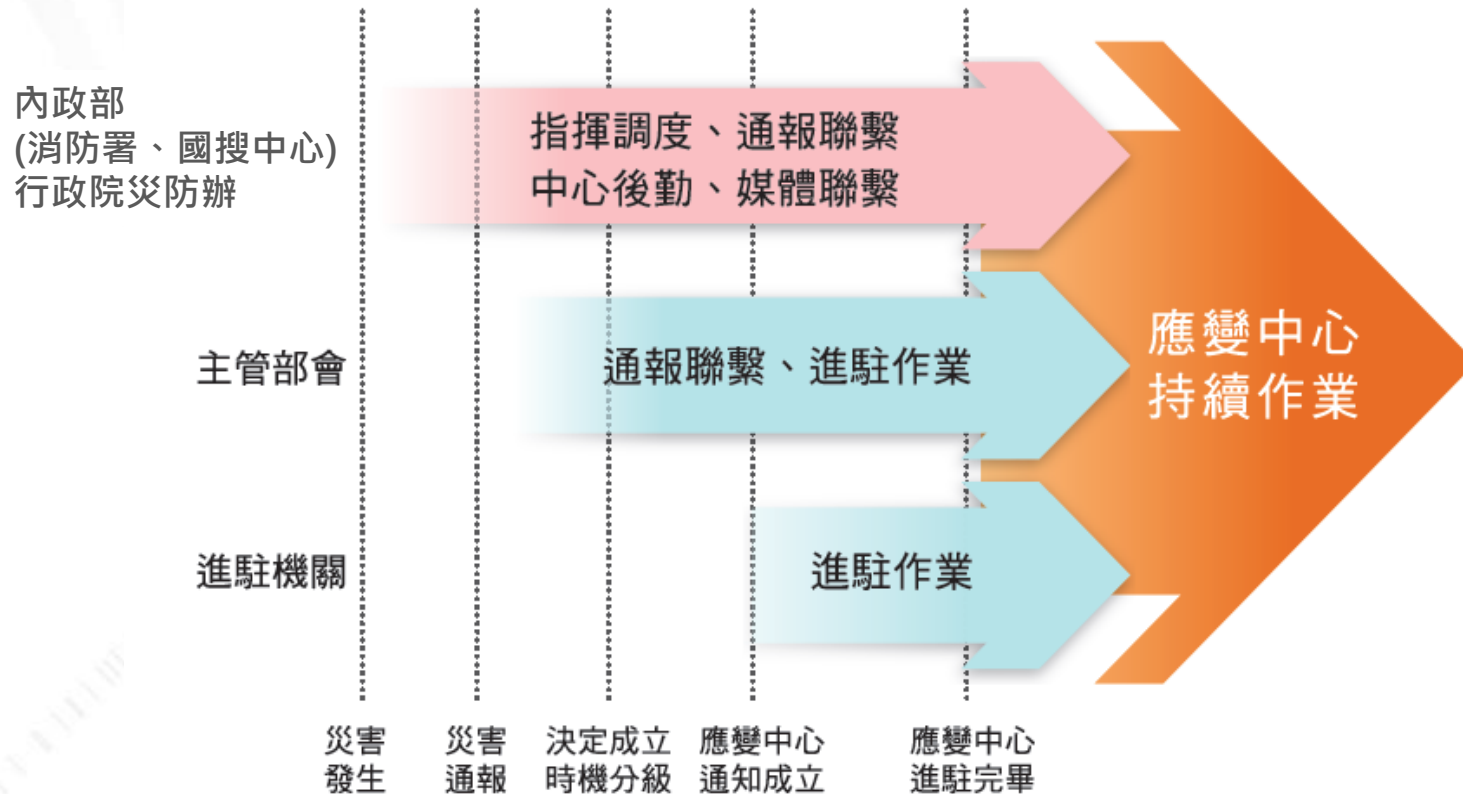 內政部
(消防署、國搜中心)
行政院災防辦
指揮調度、通報聯繫
中心後勤、媒體聯繫
主管部會
通報聯繫、進駐作業
應變中心
持續作業
進駐機關
進駐作業
災害
發生
災害
通報
決定成立
時機分級
應變中心
通知成立
應變中心
進駐完畢